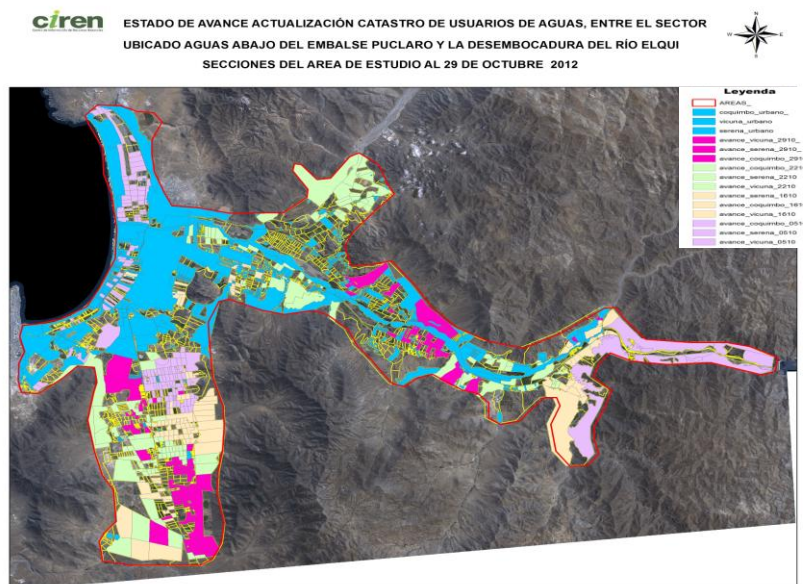 ciren
ESTADO DE AVANCE ACTUALIZACIÓN CATASTRO DE USUARIOS DE AGUAS, ENTRE EL SECTOR
UBICADO AGUAS ABAJO DEL EMBALSE PUCLARO Y LA DESEMBOCADURA DEL RÍO ELQUI
SECCIONES DEL AREA DE ESTUDIO AL 29 DE OCTUBRE 2012
N
W E
S
Leyenda
AREAS_
coquimbo_urbano_
vicuna_urbano
serena_urbano
avance_vicuna_2910_
avance_serena_2910_
avance_coquimbo_291
avance_coquimbo_221
avance_serena_2210
avance_vicuna_2210
avance_serena_1610
avance_coquimbo_161
avance_vicuna_1610
avance_coquimbo_0510
avance_serena_0510
avance_vicuna_0510